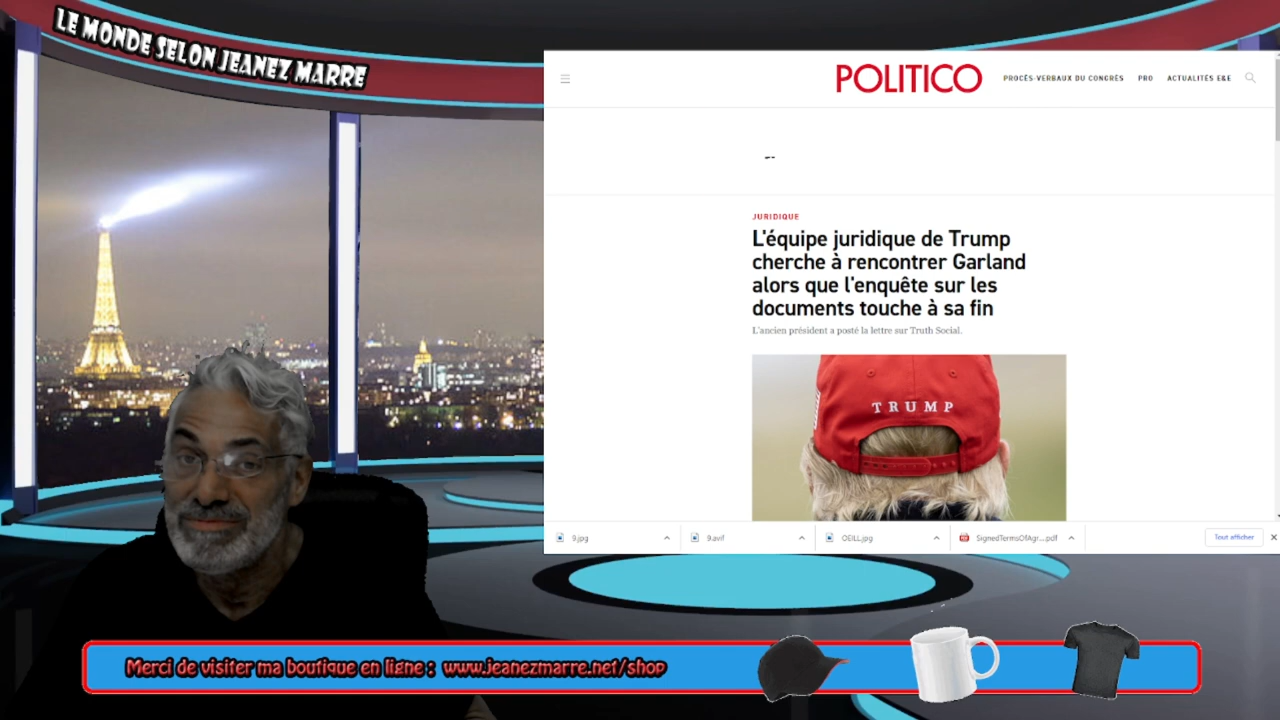 LE MONDE SELON JEANEZ MARRE
POLITICO
PROCÈS-VERBAUX DU CONGRÈS PRO ACTUALITÉS E&E
JURIDIQUE
L'équipe juridique de Trump
cherche à rencontrer Garland
alors que l'enquête sur les
documents touche à sa fin
L'ancien président a posté la lettre sur Truth Social.
TRUMP
9.jpg 9.avif OEILL.jpg SignedTermsOfAgr....pdf Tout afficher
Merci de visiter ma boutique en ligne : www.jeanezmarre.net/shop